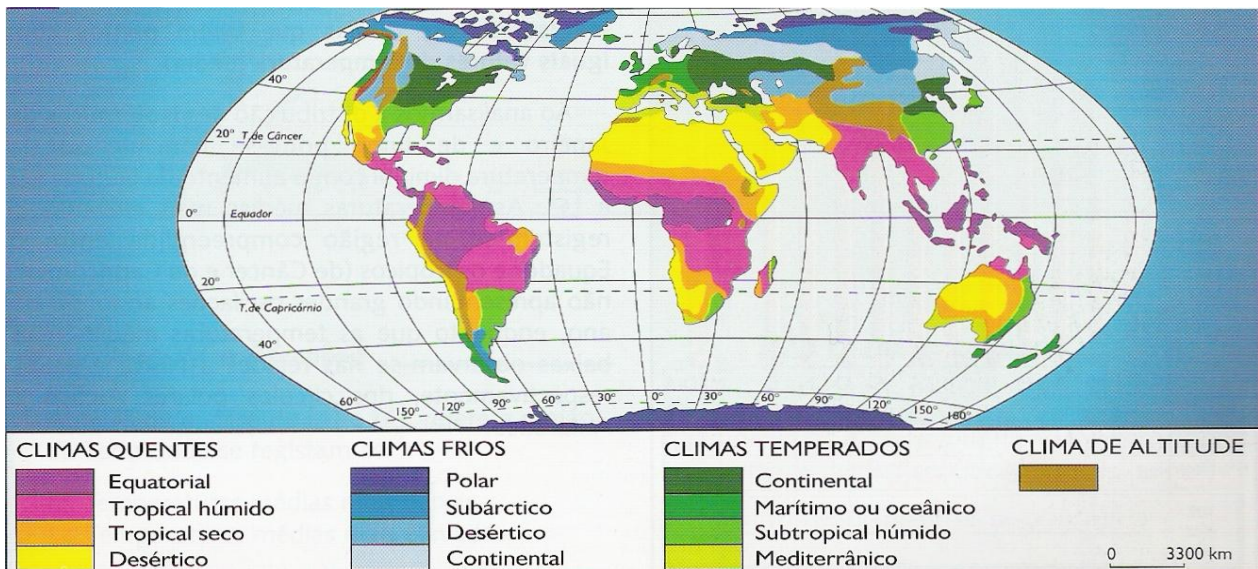 40°
20°
T. de Câncer
0°
Equador
20°
T. de Capricórnio
40°
60°
150°
120°
90°
60°
30°
0°
30°
60°
90°
120°
150°
180°
CLIMAS QUENTES
Equatorial
Tropical húmido
Tropical seco
Desértico
CLIMAS FRIOS
Polar
Subárctico
Desértico
Continental
CLIMAS TEMPERADOS
Continental
Marítimo ou oceânico
Subtropical húmido
Mediterrânico
CLIMA DE ALTITUDE
0 3300 km